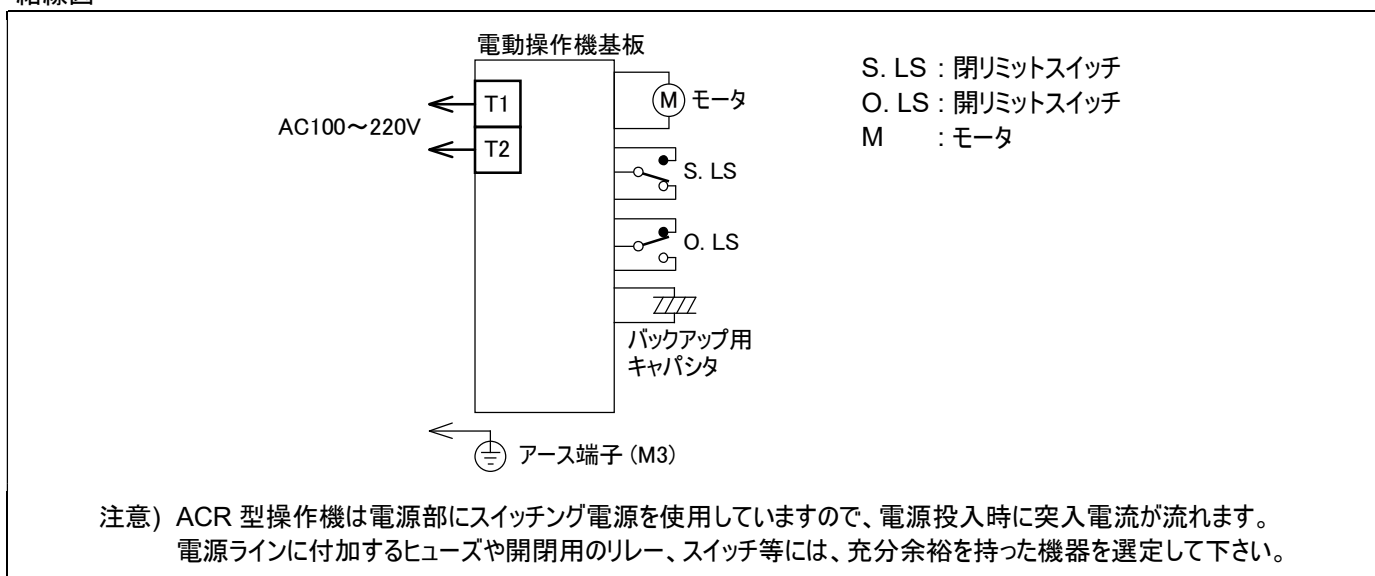 電動操作機基板
T1
AC100～220V
T2
M モータ
S. LS
O. LS
バックアップ用
キャパシタ
アース端子 (M3)
S. LS : 閉リミットスイッチ
O. LS : 開リミットスイッチ
M : モータ
注意) ACR 型操作機は電源部にスイッチング電源を使用していますので、電源投入時に突入電流が流れます。
電源ラインに付加するヒューズや開閉用のリレー、スイッチ等には、充分余裕を持った機器を選定して下さい。